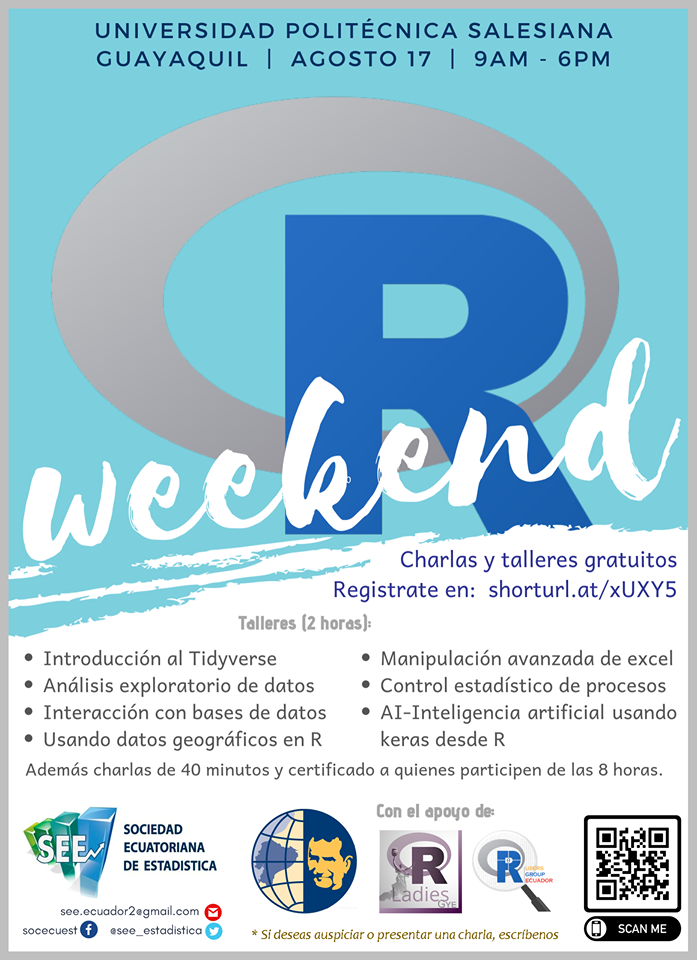 UNIVERSIDAD POLITÉCNICA SALESIANA
GUAYAQUIL | AGOSTO 17 | 9AM - 6PM
R
weekend
Charlas y talleres gratuitos
Registrate en: shorturl.at/xUXY5
Talleres (2 horas):
• Introducción al Tidyverse
• Análisis exploratorio de datos
• Interacción con bases de datos
• Usando datos geográficos en R
• Manipulación avanzada de excel
• Control estadístico de procesos
• AI-Inteligencia artificial usando
keras desde R
Además charlas de 40 minutos y certificado a quienes participen de las 8 horas.
SEE
SOCIEDAD
ECUATORIANA
DE ESTADISTICA
see.ecuador2@gmail.com
socecuest
@see_estadistica
Con el apoyo de:
R
Ladies
GYE
R
USERS
GROUP
ECUADOR
* Si deseas auspiciar o presentar una charla, escríbenos
SCAN ME